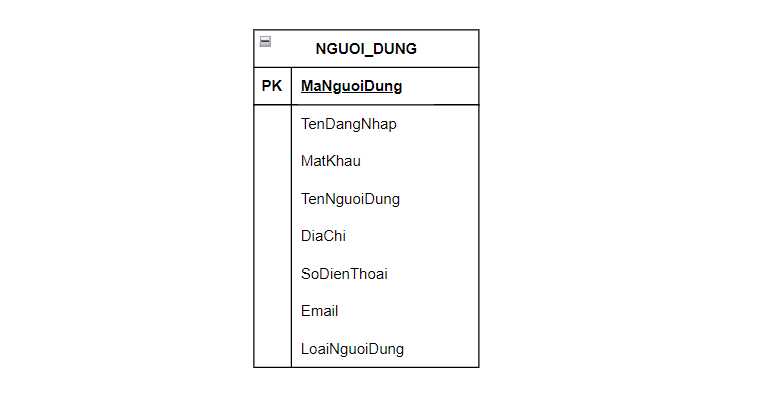 NGUOI_DUNG
PK MaNguoiDung
TenDangNhap
MatKhau
TenNguoiDung
DiaChi
SoDienThoai
Email
LoaiNguoiDung